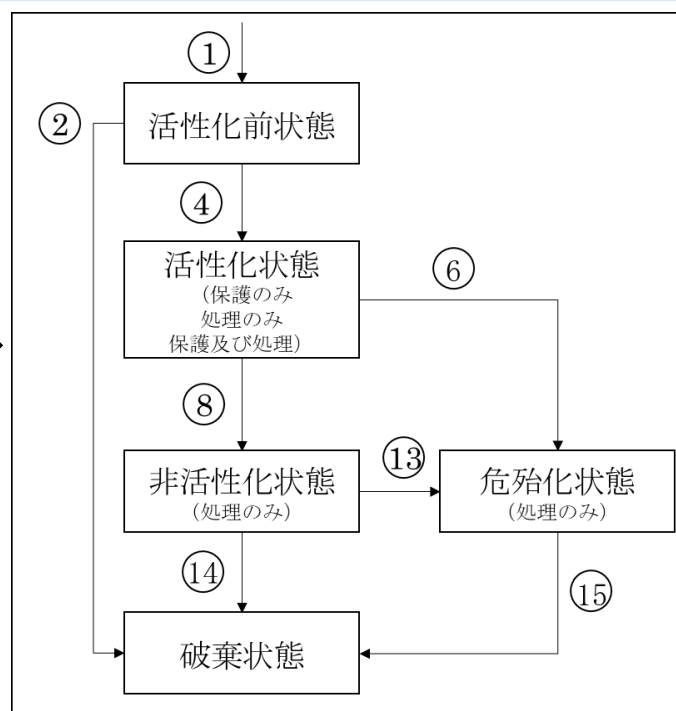 ①
活性化前状態
②
④
活性化状態
(保護のみ
処理のみ
保護及び処理)
⑥
⑧
非活性化状態
(処理のみ)
⑬
危殆化状態
(処理のみ)
⑭
⑮
破棄状態